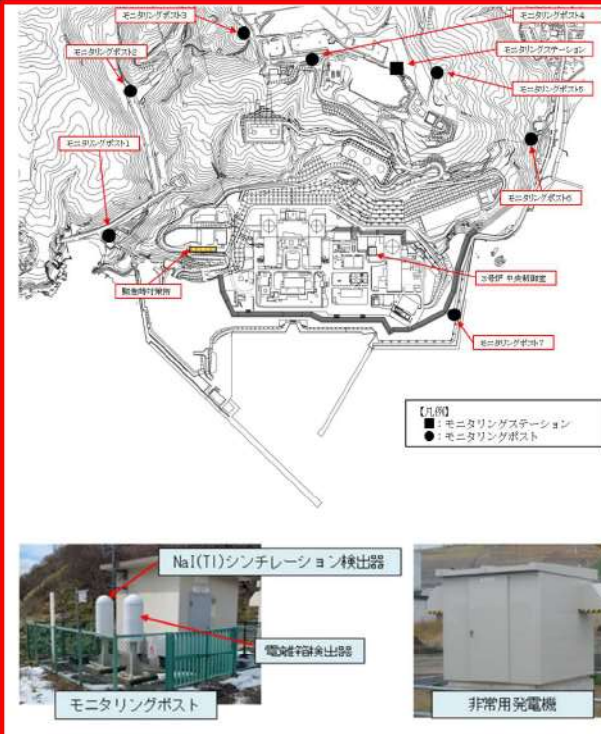 モニタリングポスト3
モニタリングポスト4
モニタリングステーション
モニタリングポスト2
モニタリングポスト5
モニタリングポスト1
モニタリングポスト6
緊急時対策所
3号炉 中央制御室
モニタリングポスト7
【凡例】
■：モニタリングステーション
●：モニタリングポスト
NaI(Tl)シンチレーション検出器
電離箱検出器
モニタリングポスト
非常用発電機